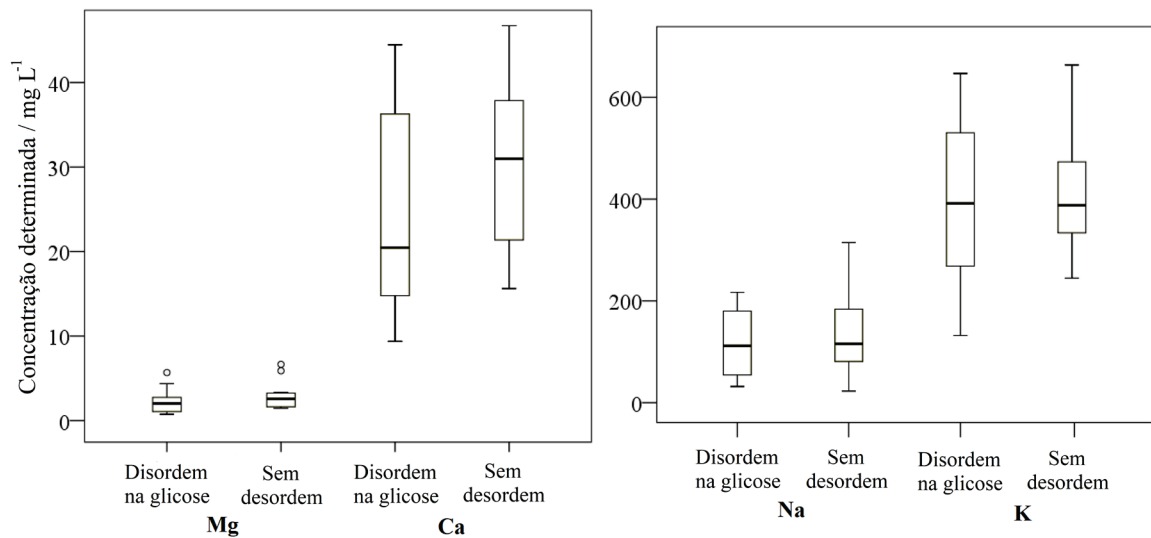 Concentração determinada / mg L-1
40
30
20
10
0
Disordem
na glicose
Sem
desordem
Mg
Disordem
na glicose
Sem
desordem
Ca
600
400
200
0
Disordem
na glicose
Sem
desordem
Na
Disordem
na glicose
Sem
desordem
K